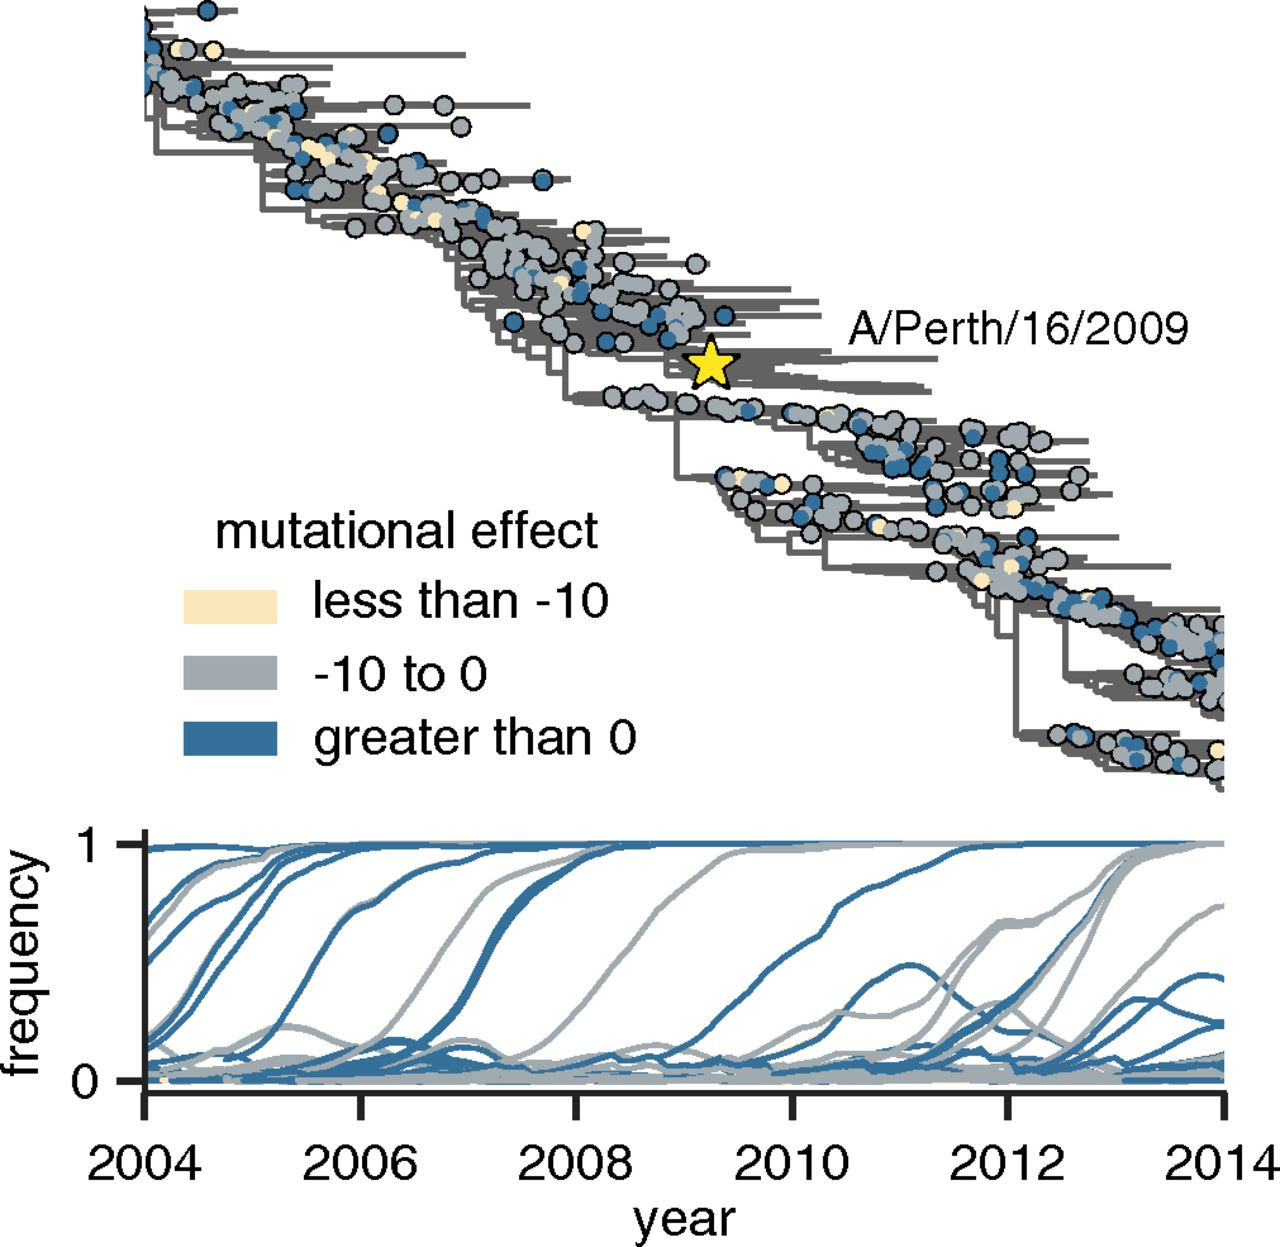 A/Perth/16/2009
mutational effect
less than -10
-10 to 0
greater than 0
frequency
1
0
2004 2006 2008 2010 2012 2014
year